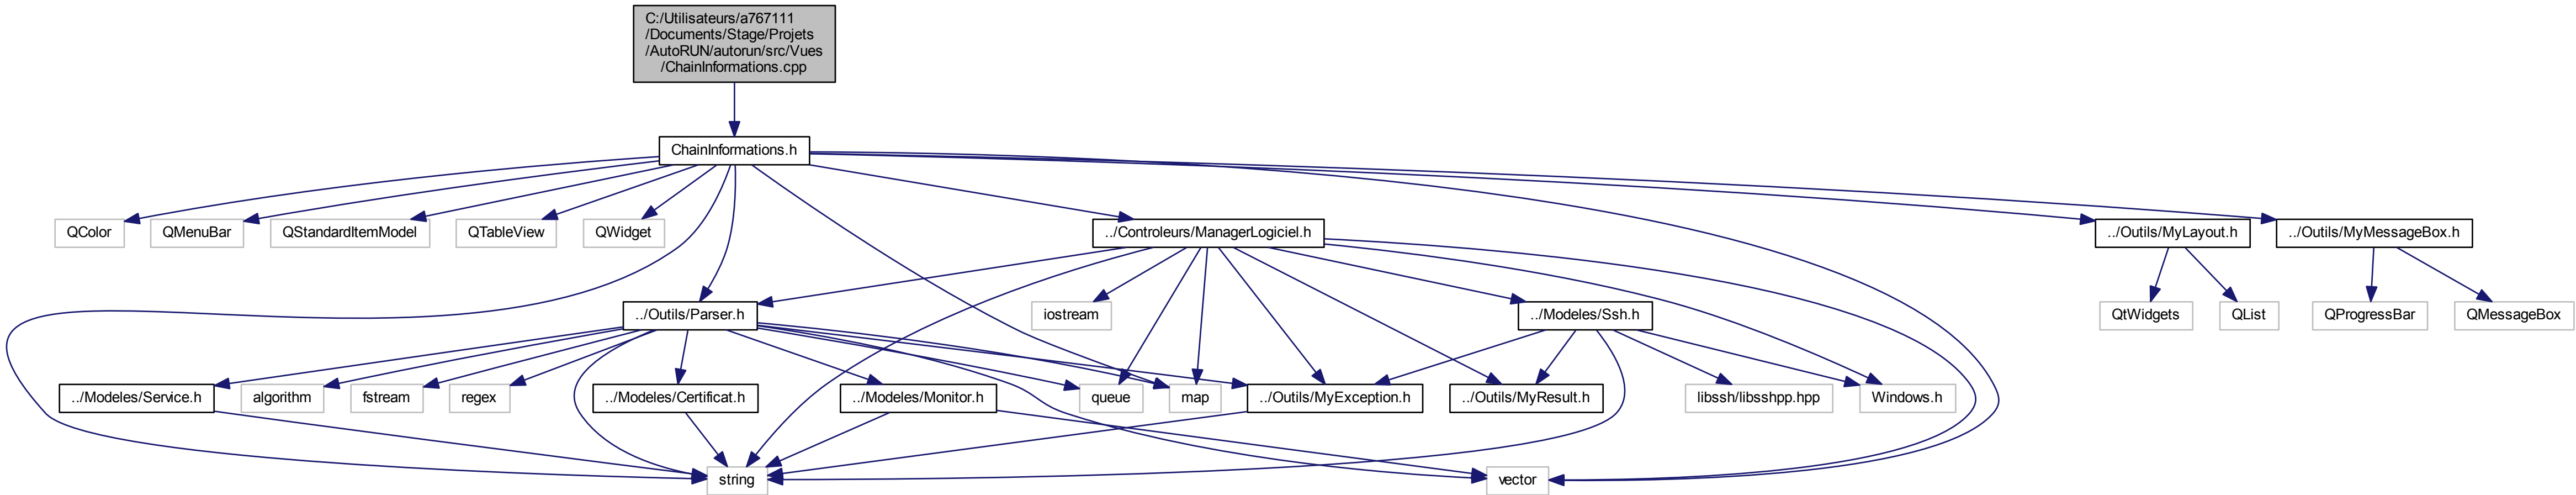 C:/Utilisateurs/a767111
/Documents/Stage/Projets
/AutoRUN/autorun/src/Vues
/ChainInformations.cpp
ChainInformations.h
QColor
QMenuBar
QStandardItemModel
QTableView
QWidget
../Controleurs/ManagerLogiciel.h
../Outils/MyLayout.h
../Outils/MyMessageBox.h
../Outils/Parser.h
iostream
../Modeles/Ssh.h
QtWidgets
QList
QProgressBar
QMessageBox
../Modeles/Service.h
algorithm
fstream
regex
../Modeles/Certificat.h
../Modeles/Monitor.h
queue
map
../Outils/MyException.h
../Outils/MyResult.h
libssh/libsshpp.hpp
Windows.h
string
vector